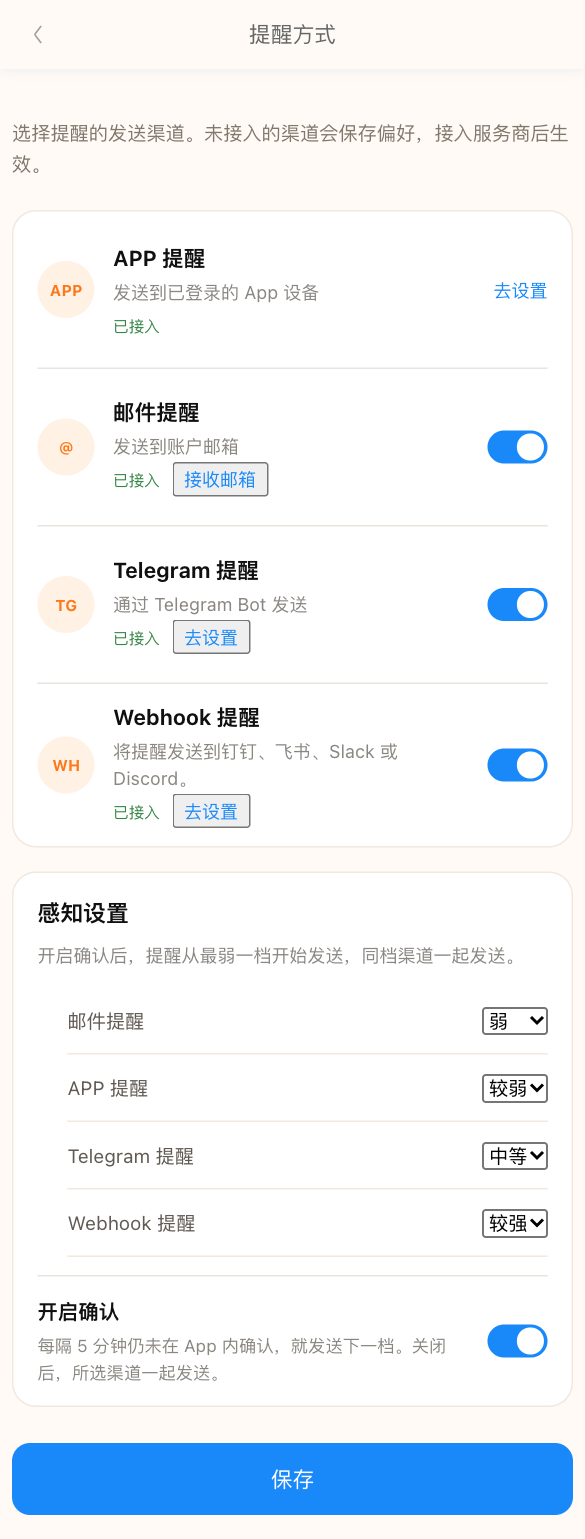 提醒方式
选择提醒的发送渠道。未接入的渠道会保存偏好，接入服务商后生
效。
APP
APP 提醒
发送到已登录的 App 设备
已接入
去设置
@
邮件提醒
发送到账户邮箱
已接入 接收邮箱
TG
Telegram 提醒
通过 Telegram Bot 发送
已接入 去设置
WH
Webhook 提醒
将提醒发送到钉钉、飞书、Slack 或
Discord。
已接入 去设置
感知设置
开启确认后，提醒从最弱一档开始发送，同档渠道一起发送。
邮件提醒 弱
APP 提醒 较弱
Telegram 提醒 中等
Webhook 提醒 较强
开启确认
每隔 5 分钟仍未在 App 内确认，就发送下一档。关闭
后，所选渠道一起发送。
保存